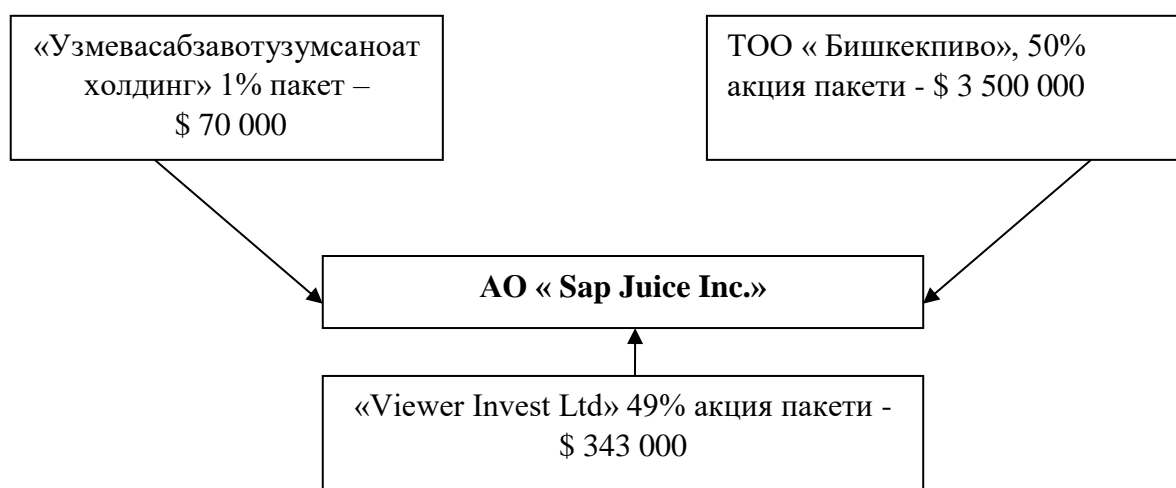 «Узмевасабзавотузумсаноат
холдинг» 1% пакет –
$ 70 000
ТОО « Бишкекпиво», 50%
акция пакети - $ 3 500 000
АО « Sap Juice Inc.»
«Viewer Invest Ltd» 49% акция пакети -
$ 343 000